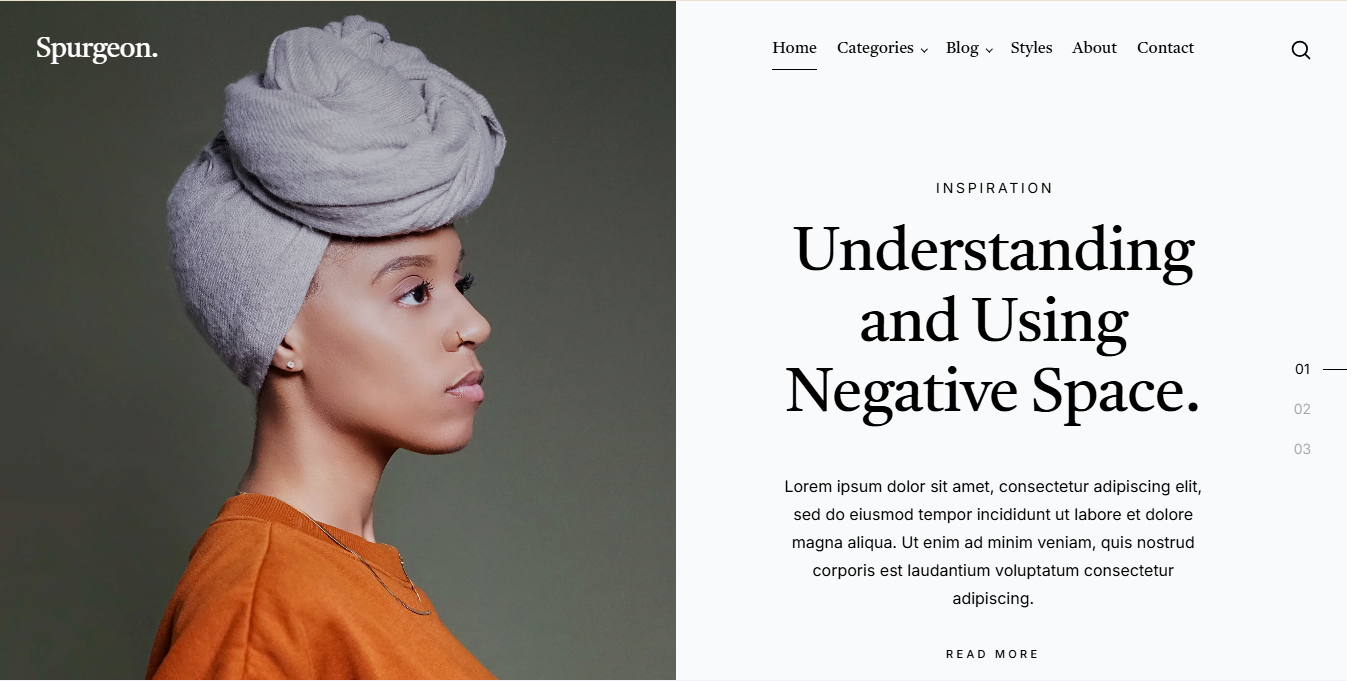 Spurgeon.
Home Categories Blog Styles About Contact
INSPIRATION
Understanding
and Using
Negative Space.
01
02
03
Lorem ipsum dolor sit amet, consectetur adipiscing elit,
sed do eiusmod tempor incididunt ut labore et dolore
magna aliqua. Ut enim ad minim veniam, quis nostrud
corporis est laudantium voluptatum consectetur
adipiscing.
READ MORE